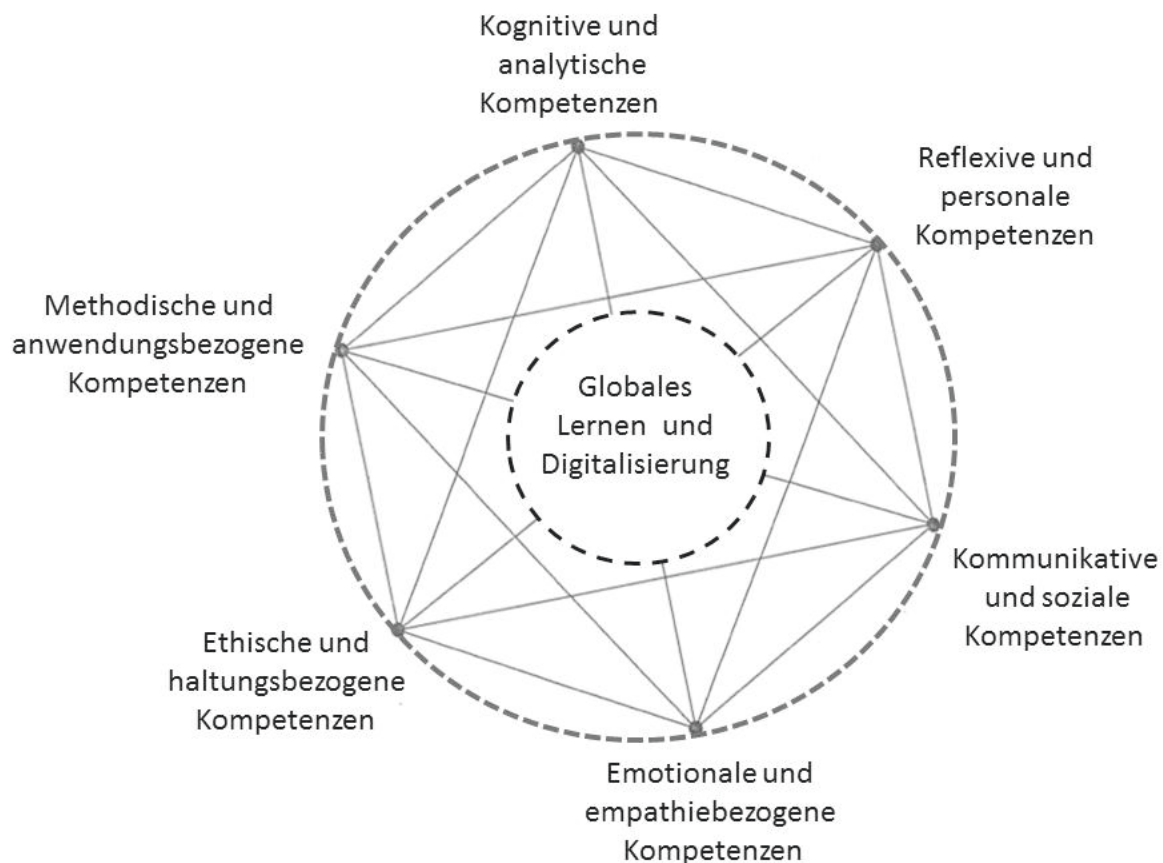 Kognitive und
analytische
Kompetenzen
Reflexive und
personale
Kompetenzen
Methodische und
anwendungsbezogene
Kompetenzen
Globales
Lernen und
Digitalisierung
Kommunikative
und soziale
Kompetenzen
Ethische und
haltungsbezogene
Kompetenzen
Emotionale und
empathiebezogene
Kompetenzen